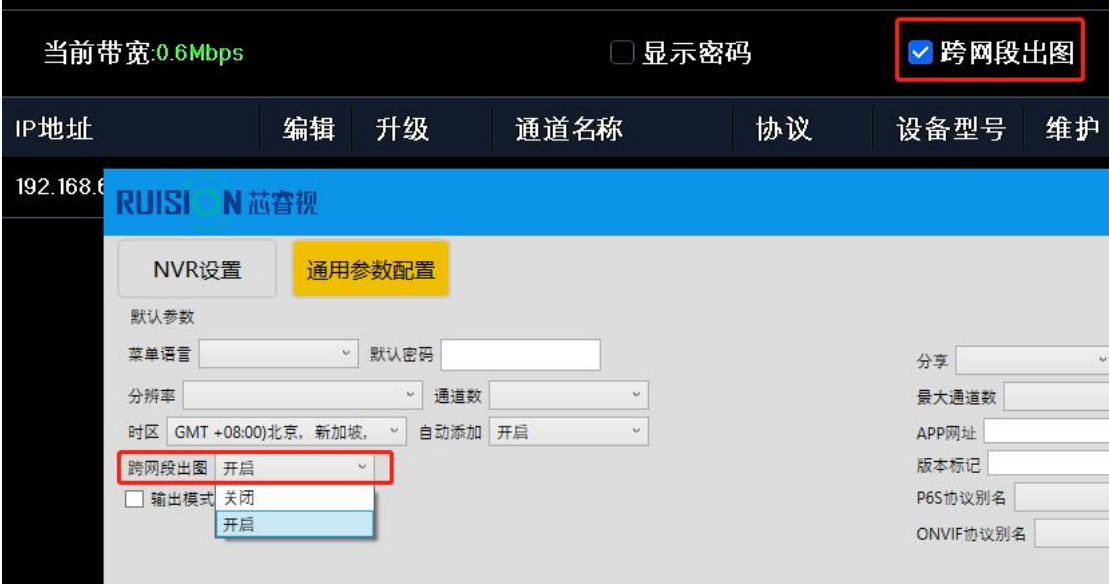 当前带宽:0.6Mbps 显示密码 跨网段出图
IP地址 编辑 升级 通道名称 协议 设备型号 维护
192.168.6
RUISION 芯睿视
NVR设置 通用参数配置
默认参数
菜单语言 默认密码 分享
分辨率 通道数 最大通道数
时区 GMT +08:00)北京，新加坡, 自动添加 开启 APP网址
跨网段出图 开启 版本标记
输出模式 关闭 P6S协议别名
开启
ONVIF协议别名